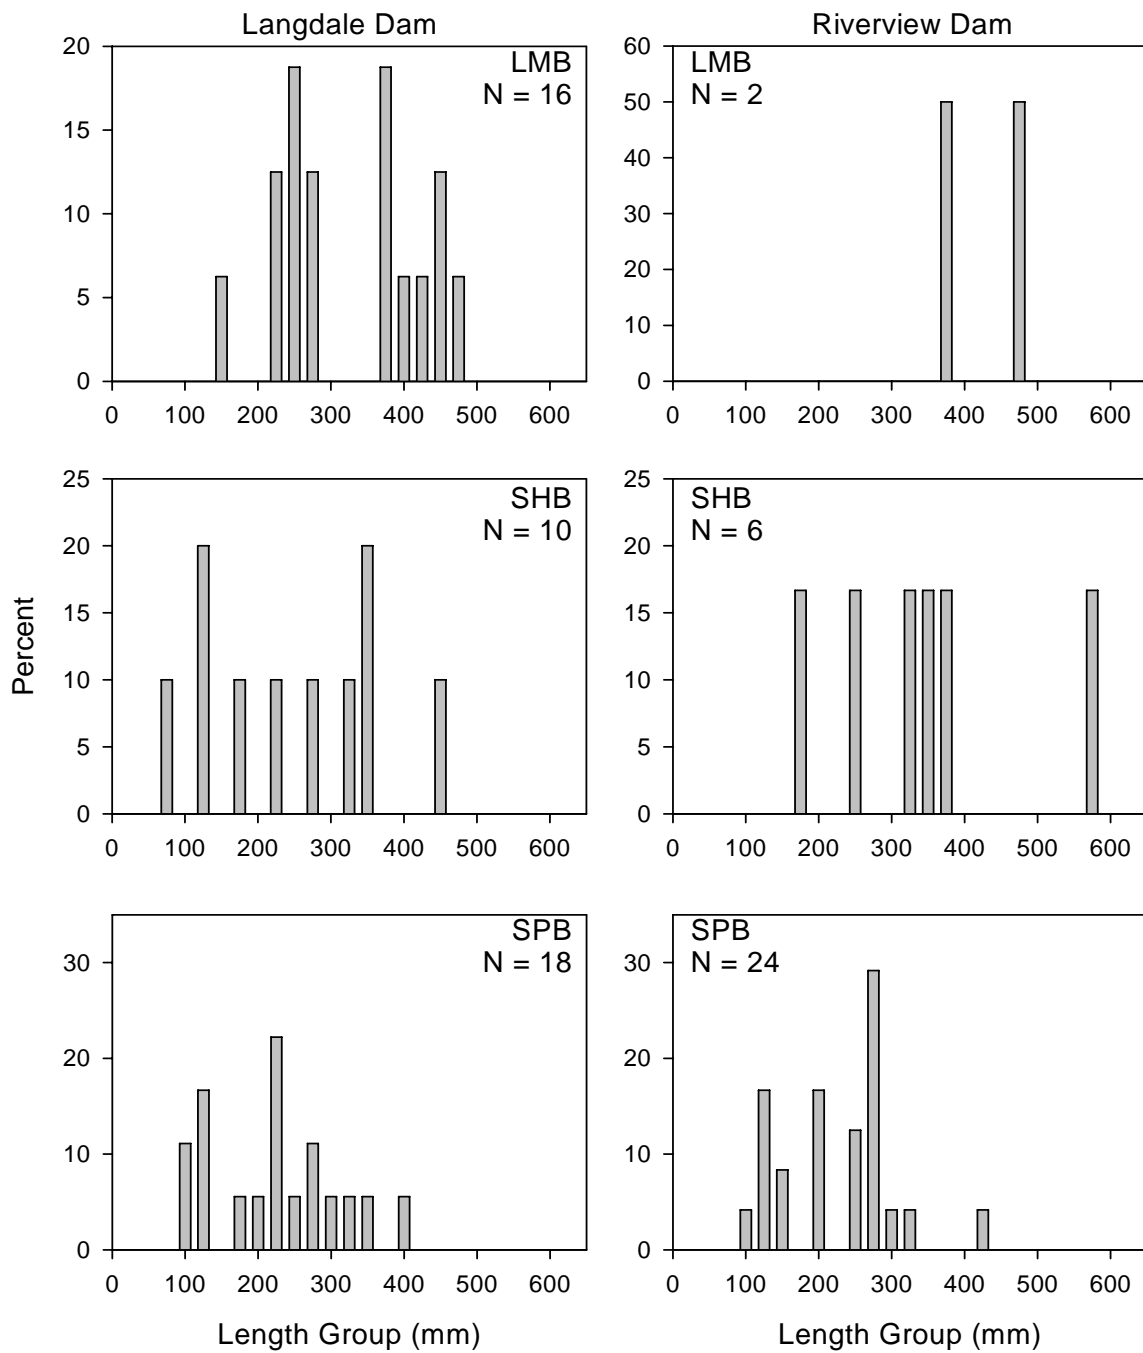 Langdale Dam
Riverview Dam
20
15
10
5
0
LMB
N = 16
0 100 200 300 400 500 600
60
50
40
30
20
10
0
LMB
N = 2
0 100 200 300 400 500 600
Percent
25
20
15
10
5
0
SHB
N = 10
0 100 200 300 400 500 600
25
20
15
10
5
0
SHB
N = 6
0 100 200 300 400 500 600
30
20
10
0
SPB
N = 18
0 100 200 300 400 500 600
Length Group (mm)
30
20
10
0
SPB
N = 24
0 100 200 300 400 500 600
Length Group (mm)